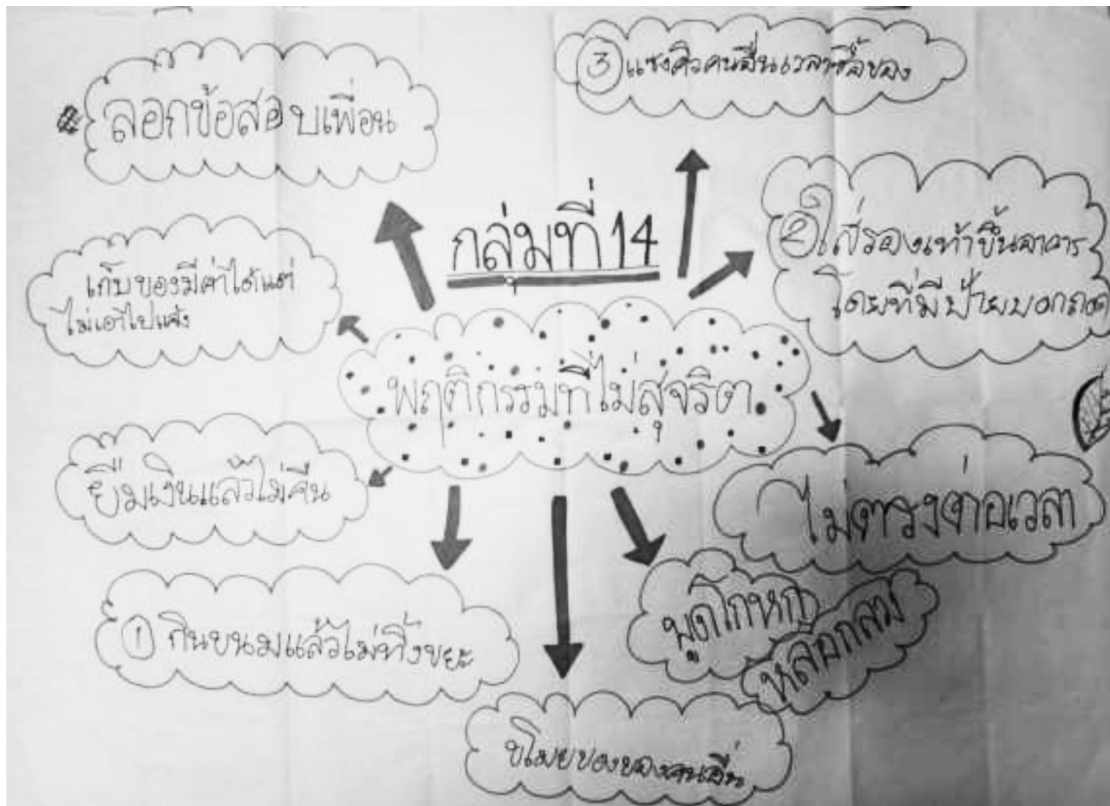 กลุ่มที่ 14
พฤติกรรมที่ไม่สุจริต
ลอกข้อสอบเพื่อน
③ แซงคิวคนอื่นเวลาซื้อของ
② ใส่รองเท้าขึ้นอาคาร
โดยที่มีป้ายบอกถอด
เก็บของมีค่าได้แต่
ไม่เอาไปแจ้ง
ยืมเงินแล้วไม่คืน
ไม่ตรงต่อเวลา
① กินขนมแล้วไม่ทิ้งขยะ
พูดโกหก
หลอกลวง
ขโมยของของคนอื่น